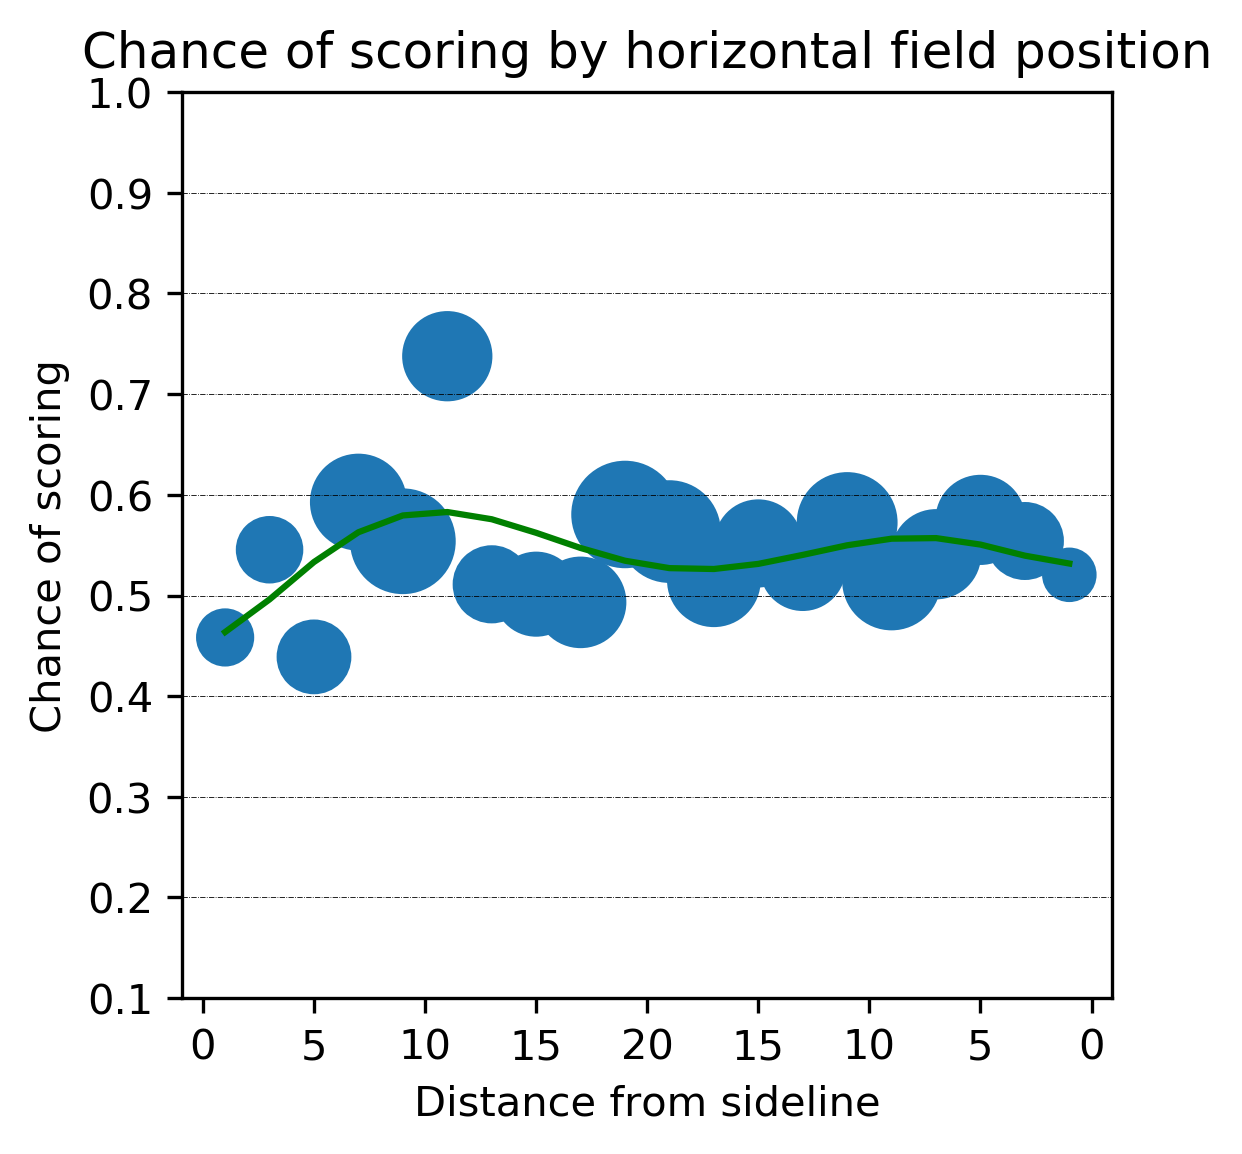 Chance of scoring by horizontal field position
1.0
0.9
0.8
0.7
0.6
0.5
0.4
0.3
0.2
0.1
Chance of scoring
0 5 10 15 20 15 10 5 0
Distance from sideline